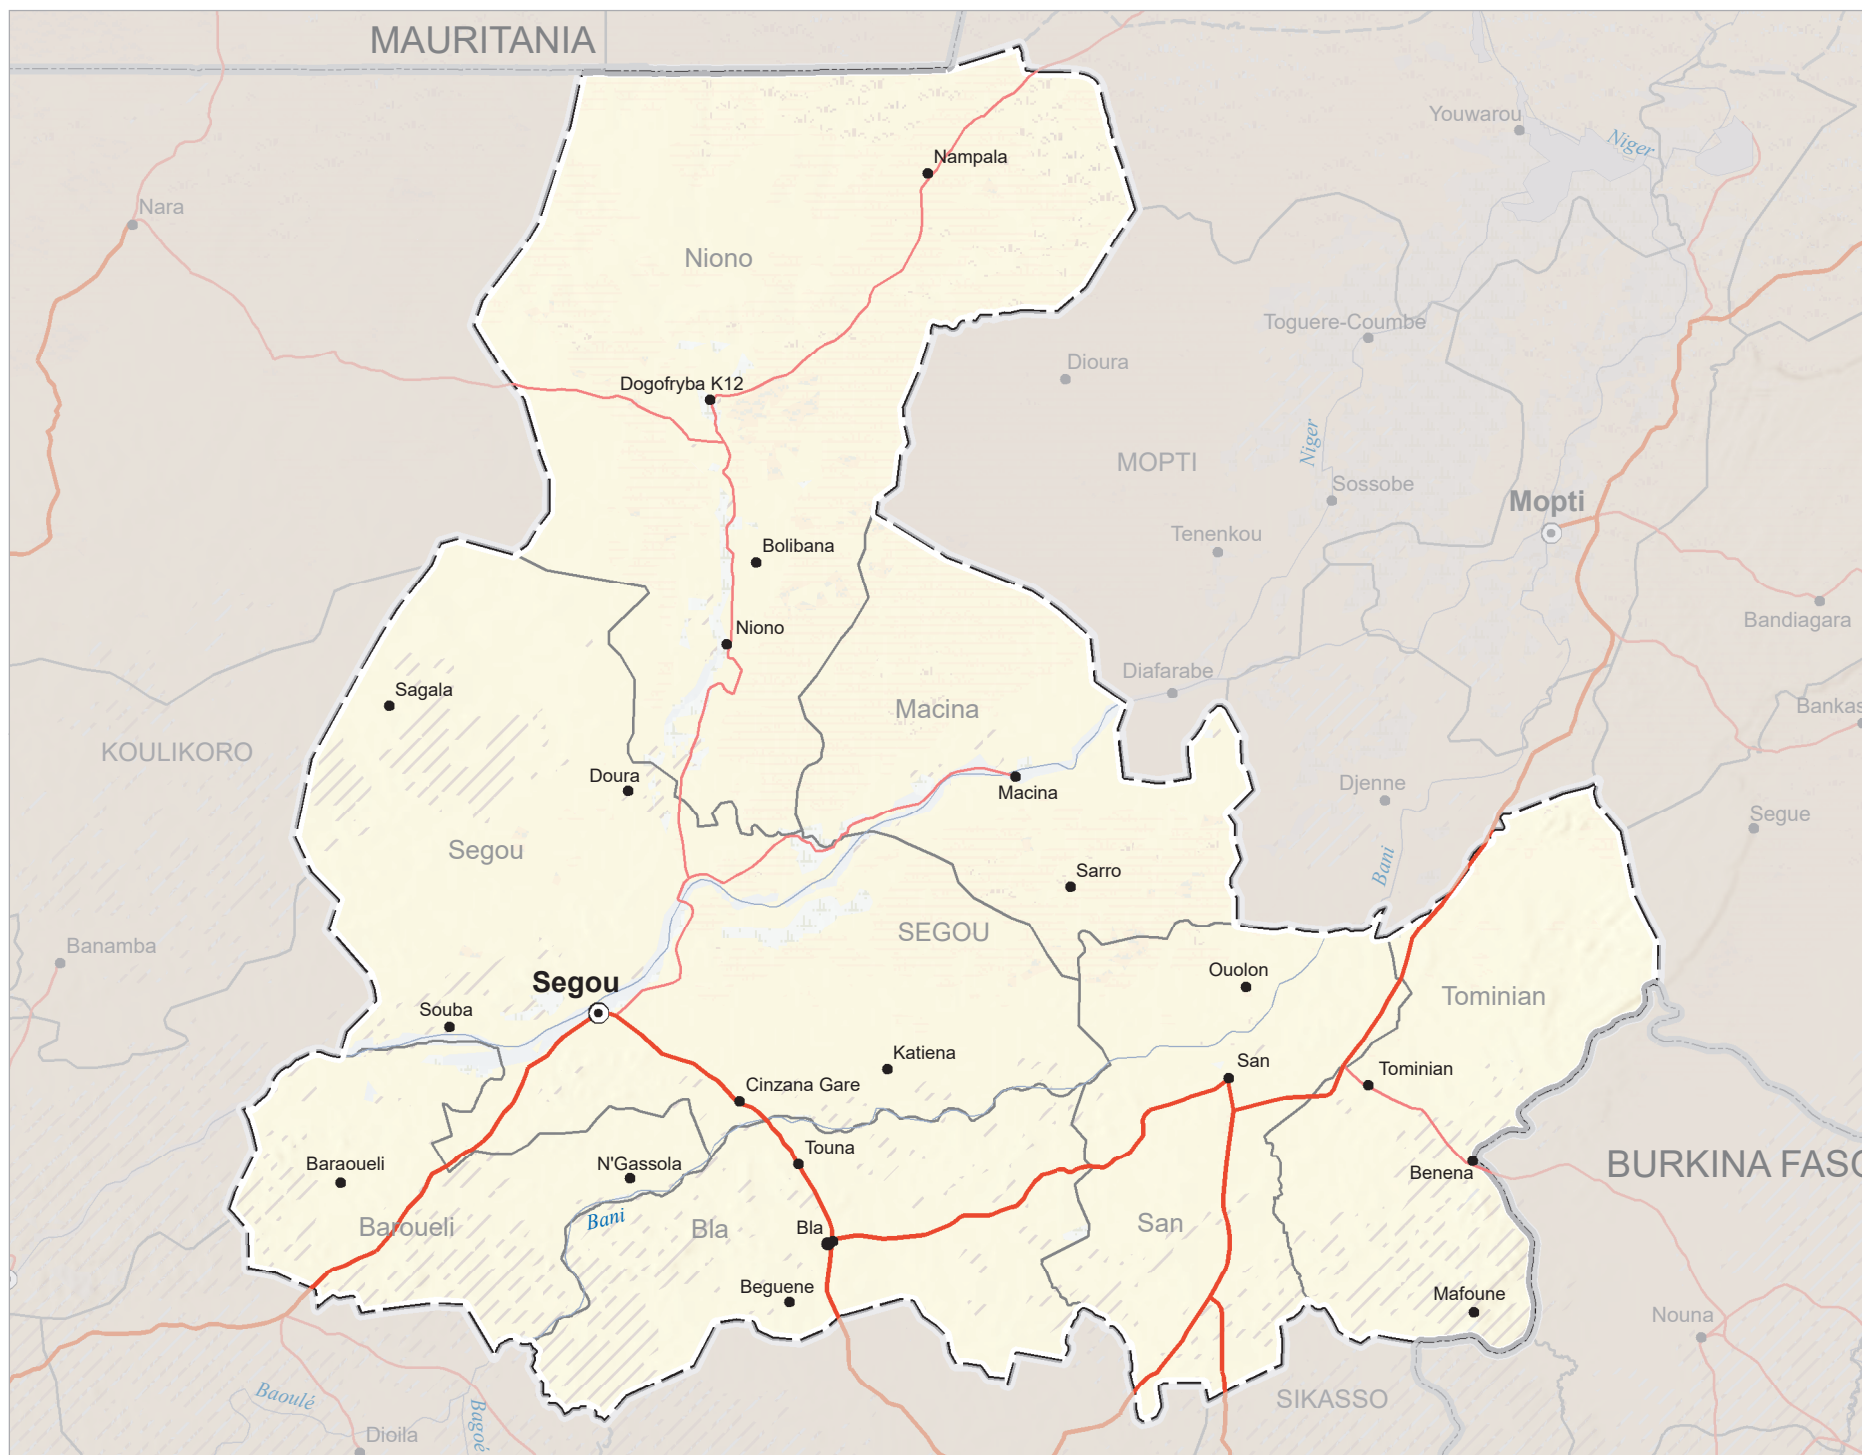 MAURITANIA
Youwarou
Niger
Nampala
Nara
Niono
Toguere-Coumbe
Dioura
Dogofryba K12
Niger
MOPTI
Sossobe
Mopti
Tenenkou
Bolibana
Bandiagara
Niono
Diafarabe
Sagala
Macina
Bankas
KOULIKORO
Doura
Macina
Djenne
Segue
Segou
Bani
Sarro
SEGOU
Banamba
Ouolon
Segou
Tominian
Souba
Katiena
San
Tominian
Cinzana Gare
Touna
Baraoueli
N'Gassola
Benena
BURKINA FASO
Bani
Baroueli
Bla
Bla
San
Beguene
Mafoune
Nouna
Baoulé
Bagoé
SIKASSO
Dioila